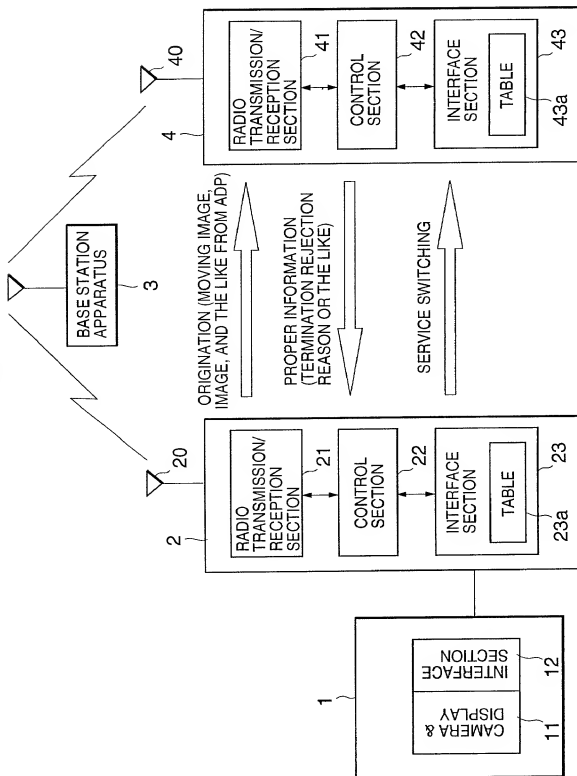 40
20
BASE STATION
APPARATUS
3
4
RADIO
TRANSMISSION/
RECEPTION
SECTION
41
CONTROL
SECTION
42
INTERFACE
SECTION
TABLE
43
43a
ORIGINATION (MOVING IMAGE,
IMAGE, AND THE LIKE FROM ADP)
PROPER INFORMATION
(TERMINATION REJECTION
REASON OR THE LIKE)
SERVICE SWITCHING
2
RADIO
TRANSMISSION/
RECEPTION
SECTION
21
CONTROL
SECTION
22
INTERFACE
SECTION
TABLE
23
23a
1
CAMERA &
DISPLAY
INTERFACE
SECTION
11
12